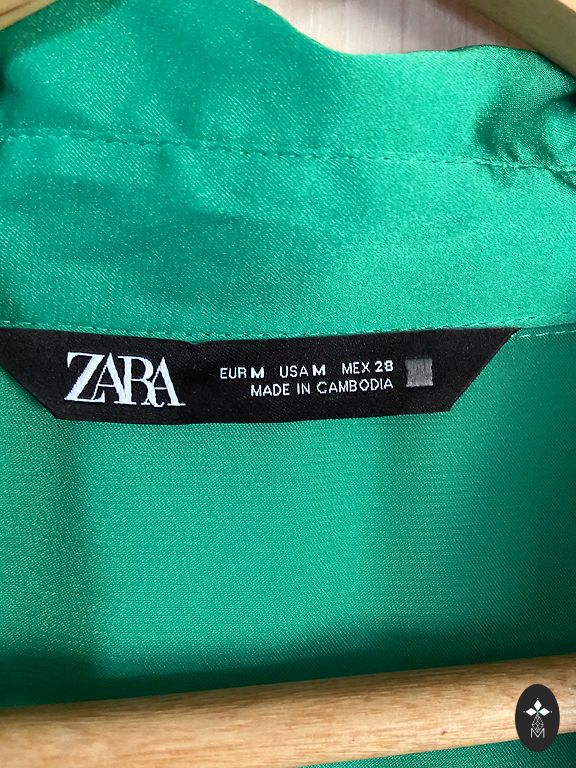 ZARA
EUR M USA M MEX 28
MADE IN CAMBODIA
M